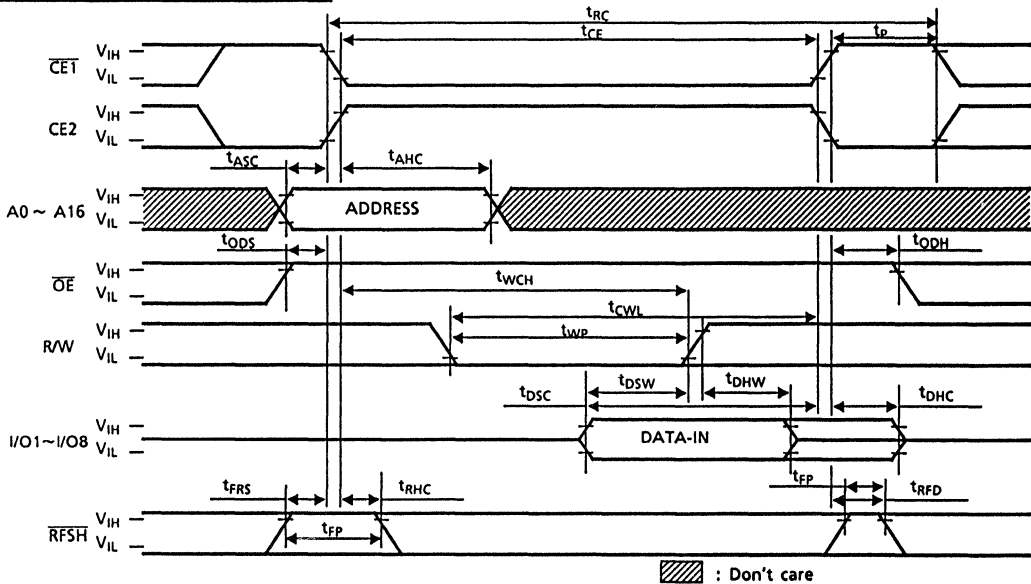 tRC
tCE
tP
CE1 VIH
VIL
CE2 VIH
VIL
tASC tAHC
A0 ~ A16 VIH
VIL
ADDRESS
tODS tODH
OE VIH
VIL
tWCH
tCWL
R/W VIH
VIL
tWP
tDSC tDSW tDHW tDHC
I/O1~I/O8 VIH
VIL
DATA-IN
tFRS tRHC tFP tRFD
RFSH VIH
VIL
tFP
: Don't care